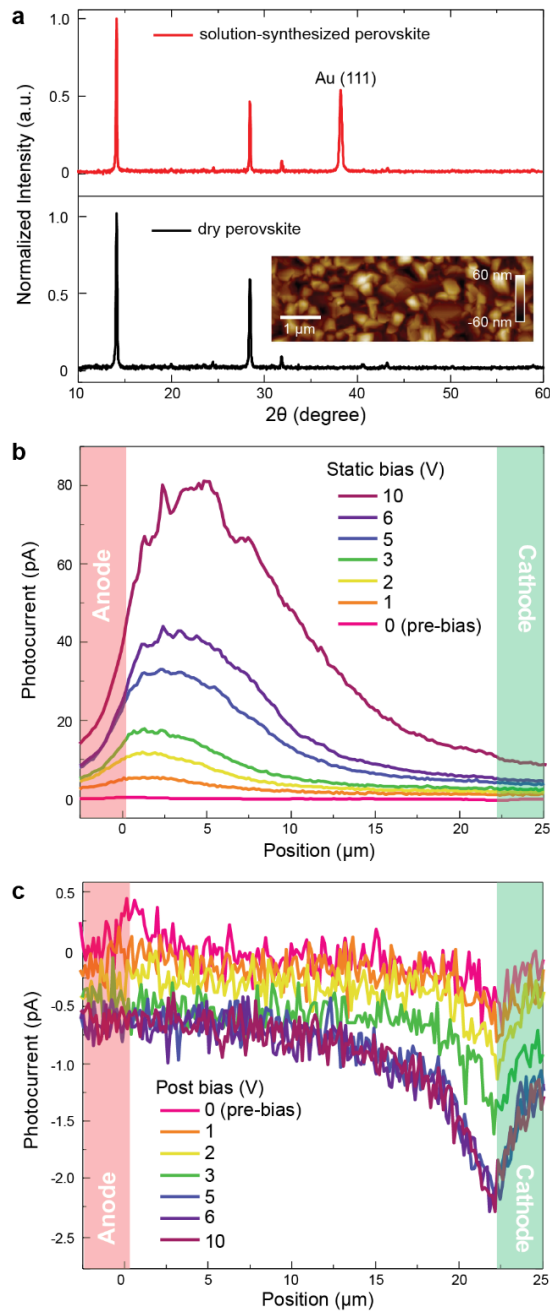 a
solution-synthesized perovskite
Au (111)
1.0
0.5
0
Normalized Intensity (a.u.)
dry perovskite
1.0
0.5
0
60 nm
-60 nm
1 µm
10 20 30 40 50 60
2θ (degree)
b
Static bias (V)
10
6
5
3
2
1
0 (pre-bias)
Anode
Cathode
80
60
40
20
0
Photocurrent (pA)
0 5 10 15 20 25
Position (µm)
c
0.5
0
-0.5
-1.0
-1.5
-2.0
-2.5
Photocurrent (pA)
Post bias (V)
0 (pre-bias)
1
2
3
5
6
10
Anode
Cathode
0 5 10 15 20 25
Position (µm)